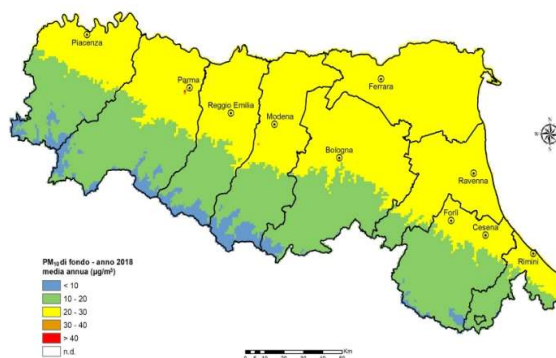 Piacenza
Parma
Reggio Emilia
Modena
Ferrara
Bologna
Ravenna
Forlì
Cesena
Rimini
PM₁₀ di fondo - anno 2018
media annua (µg/m³)
< 10
10 - 20
20 - 30
30 - 40
> 40
n.d.
Km